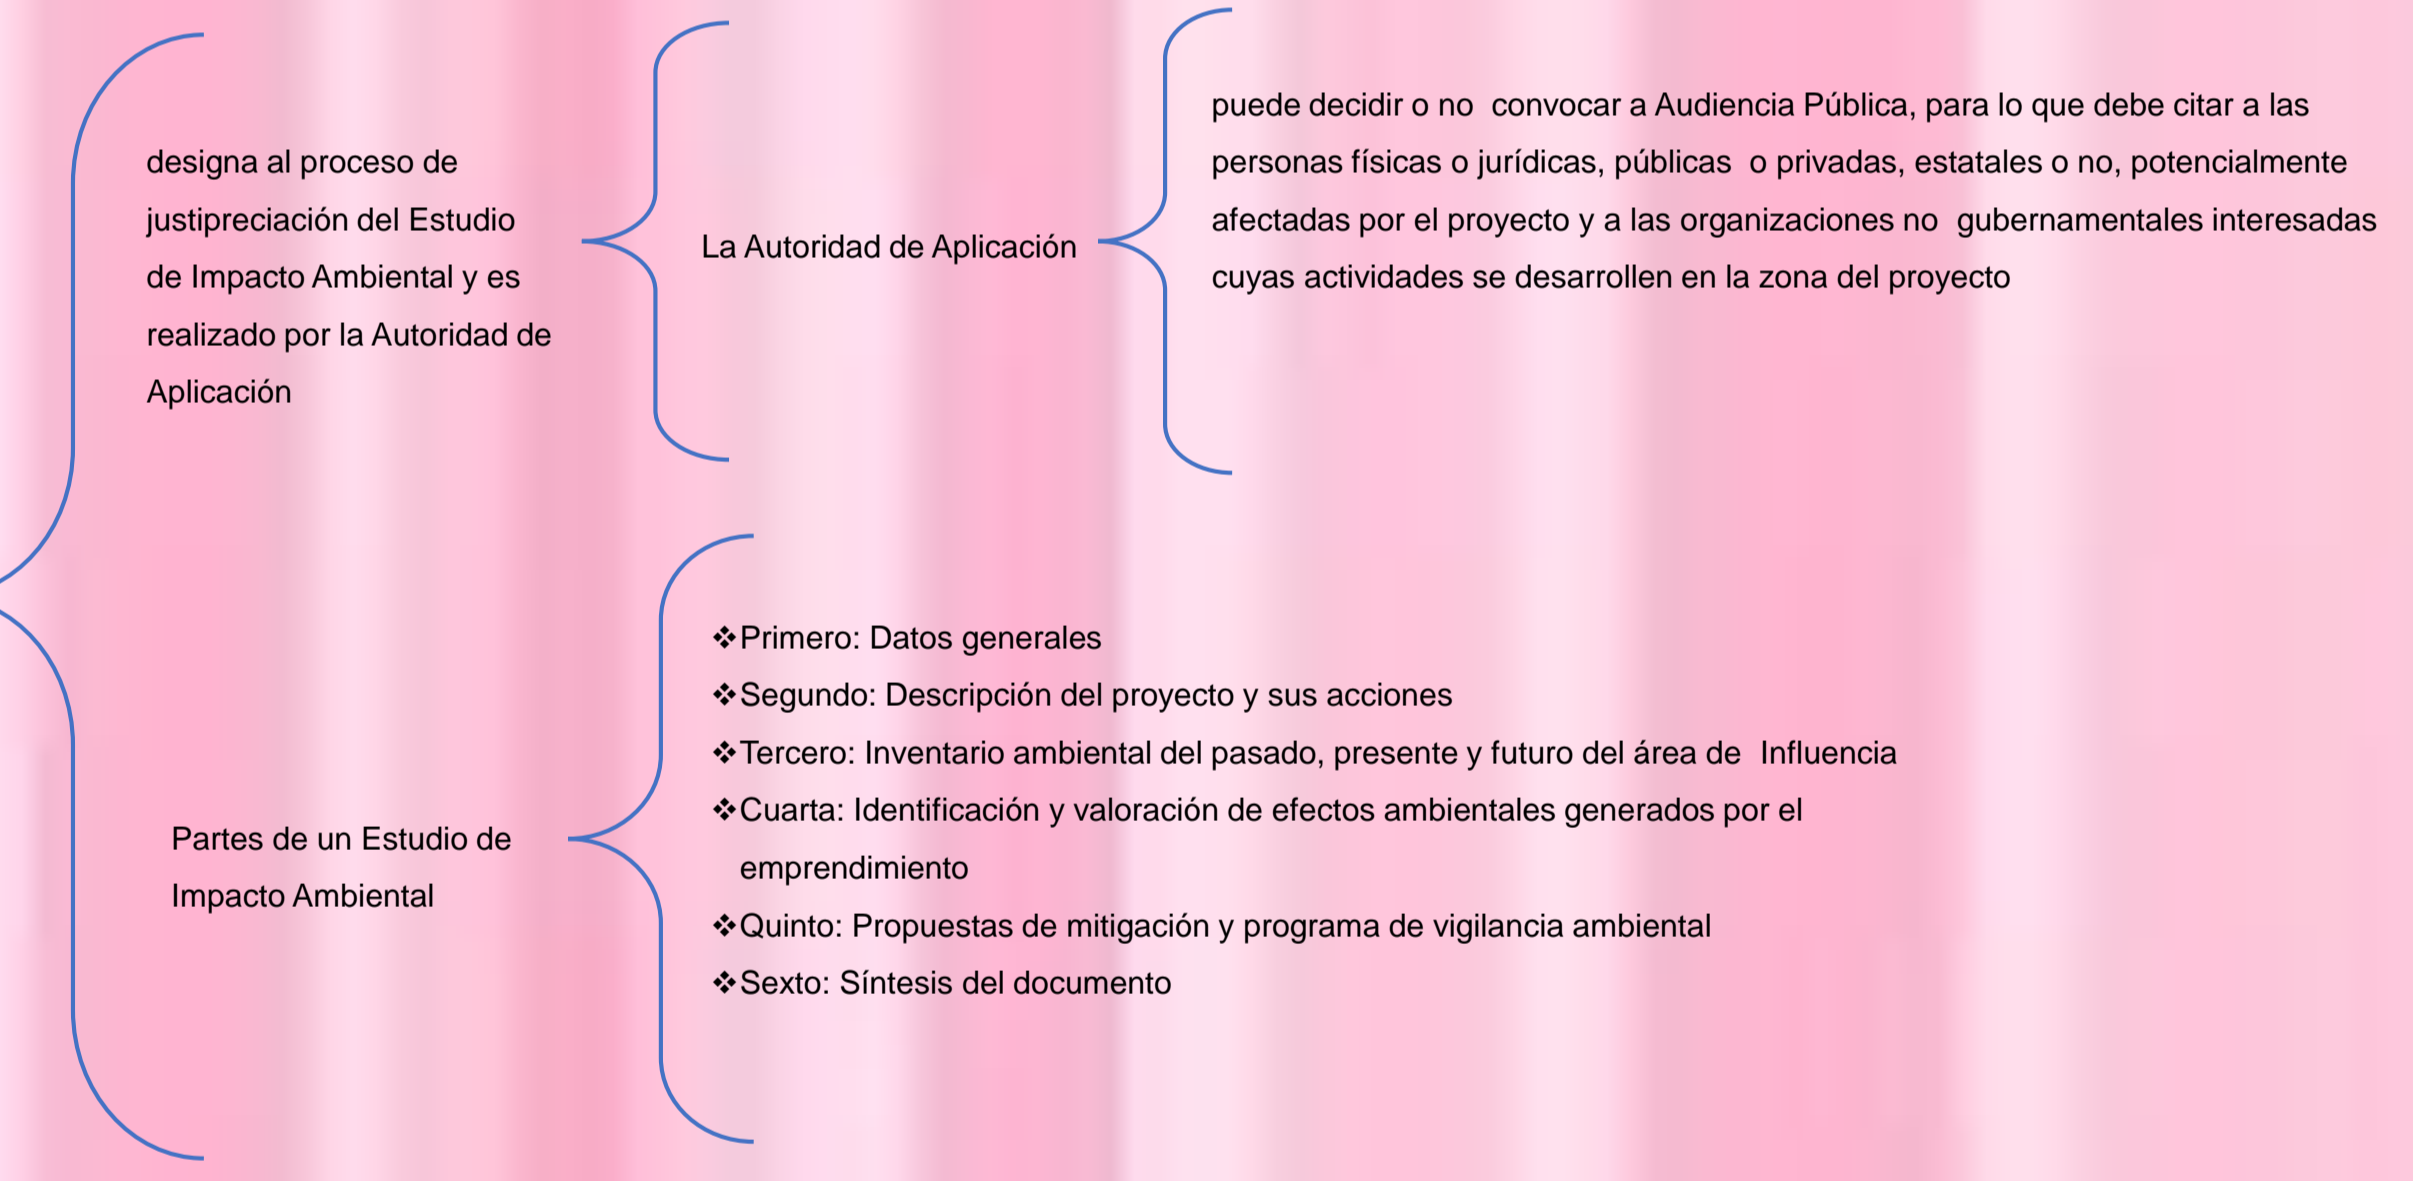 designa al proceso de
justipreciación del Estudio
de Impacto Ambiental y es
realizado por la Autoridad de
Aplicación
La Autoridad de Aplicación
puede decidir o no  convocar a Audiencia Pública, para lo que debe citar a las
personas físicas o jurídicas, públicas  o privadas, estatales o no, potencialmente
afectadas por el proyecto y a las organizaciones no  gubernamentales interesadas
cuyas actividades se desarrollen en la zona del proyecto
Partes de un Estudio de
Impacto Ambiental
❖Primero: Datos generales
❖Segundo: Descripción del proyecto y sus acciones
❖Tercero: Inventario ambiental del pasado, presente y futuro del área de  Influencia
❖Cuarta: Identificación y valoración de efectos ambientales generados por el
emprendimiento
❖Quinto: Propuestas de mitigación y programa de vigilancia ambiental
❖Sexto: Síntesis del documento